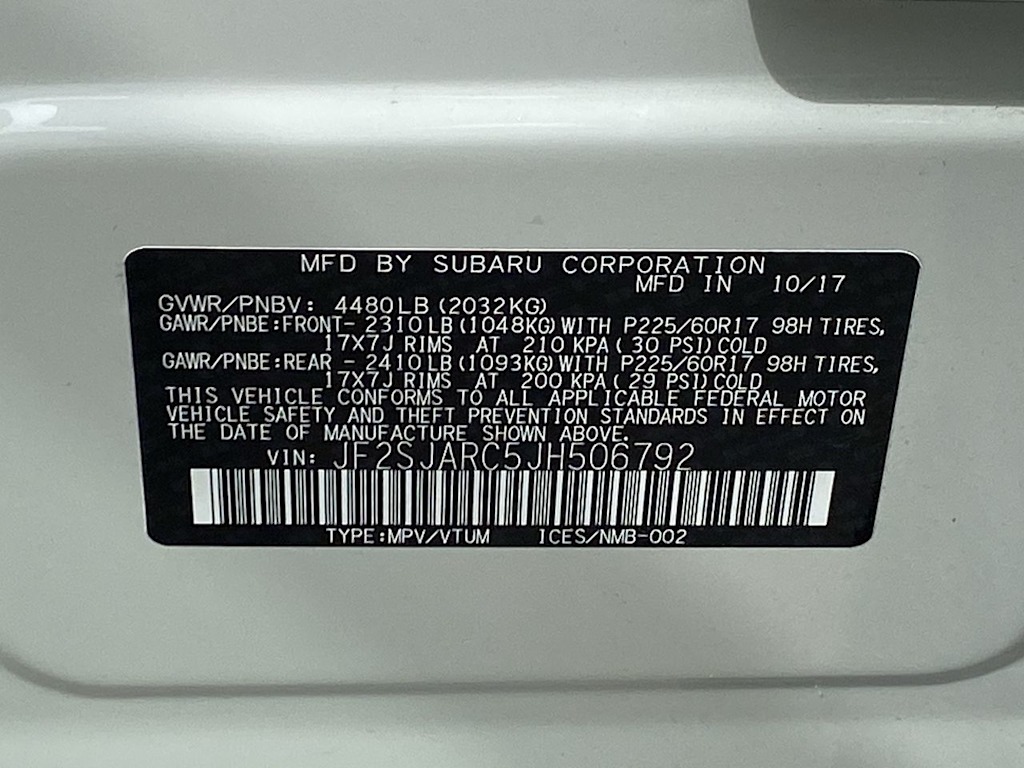 MFD BY SUBARU CORPORATION
MFD IN 10/17
GVWR/PNBV: 4480LB(2032KG)
GAWR/PNBE:FRONT- 2310LB(1048KG)WITH P225/60R17 98H TIRES,
17X7J RIMS AT 210 KPA(30 PSI)COLD
GAWR/PNBE:REAR - 2410LB(1093KG)WITH P225/60R17 98H TIRES,
17X7J RIMS AT 200 KPA(29 PSI)COLD
THIS VEHICLE CONFORMS TO ALL APPLICABLE FEDERAL MOTOR
VEHICLE SAFETY AND THEFT PREVENTION STANDARDS IN EFFECT ON
THE DATE OF MANUFACTURE SHOWN ABOVE.
VIN: JF2SJARC5JH506792
TYPE:MPV/VTUM ICES/NMB-002